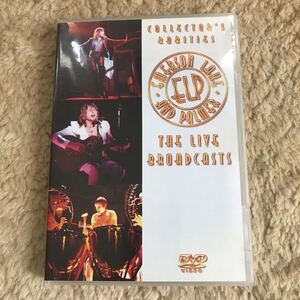 COLLECTOR'S
RARITIES
EMERSON LAKE
ELP
AND PALMER
THE LIVE
BROADCASTS
DVD
VIDEO